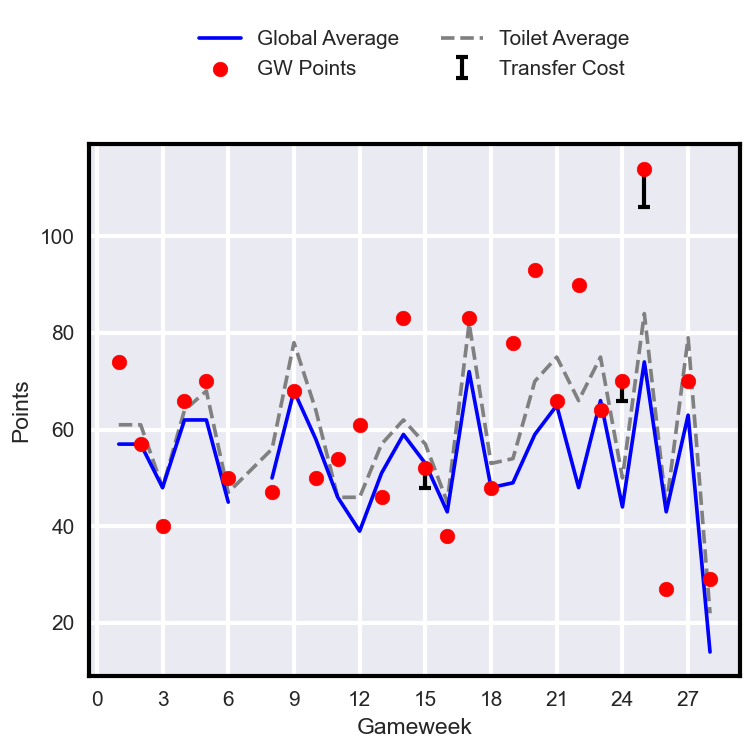 Global Average
Toilet Average
GW Points
Transfer Cost
100
80
60
40
20
Points
0 3 6 9 12 15 18 21 24 27
Gameweek